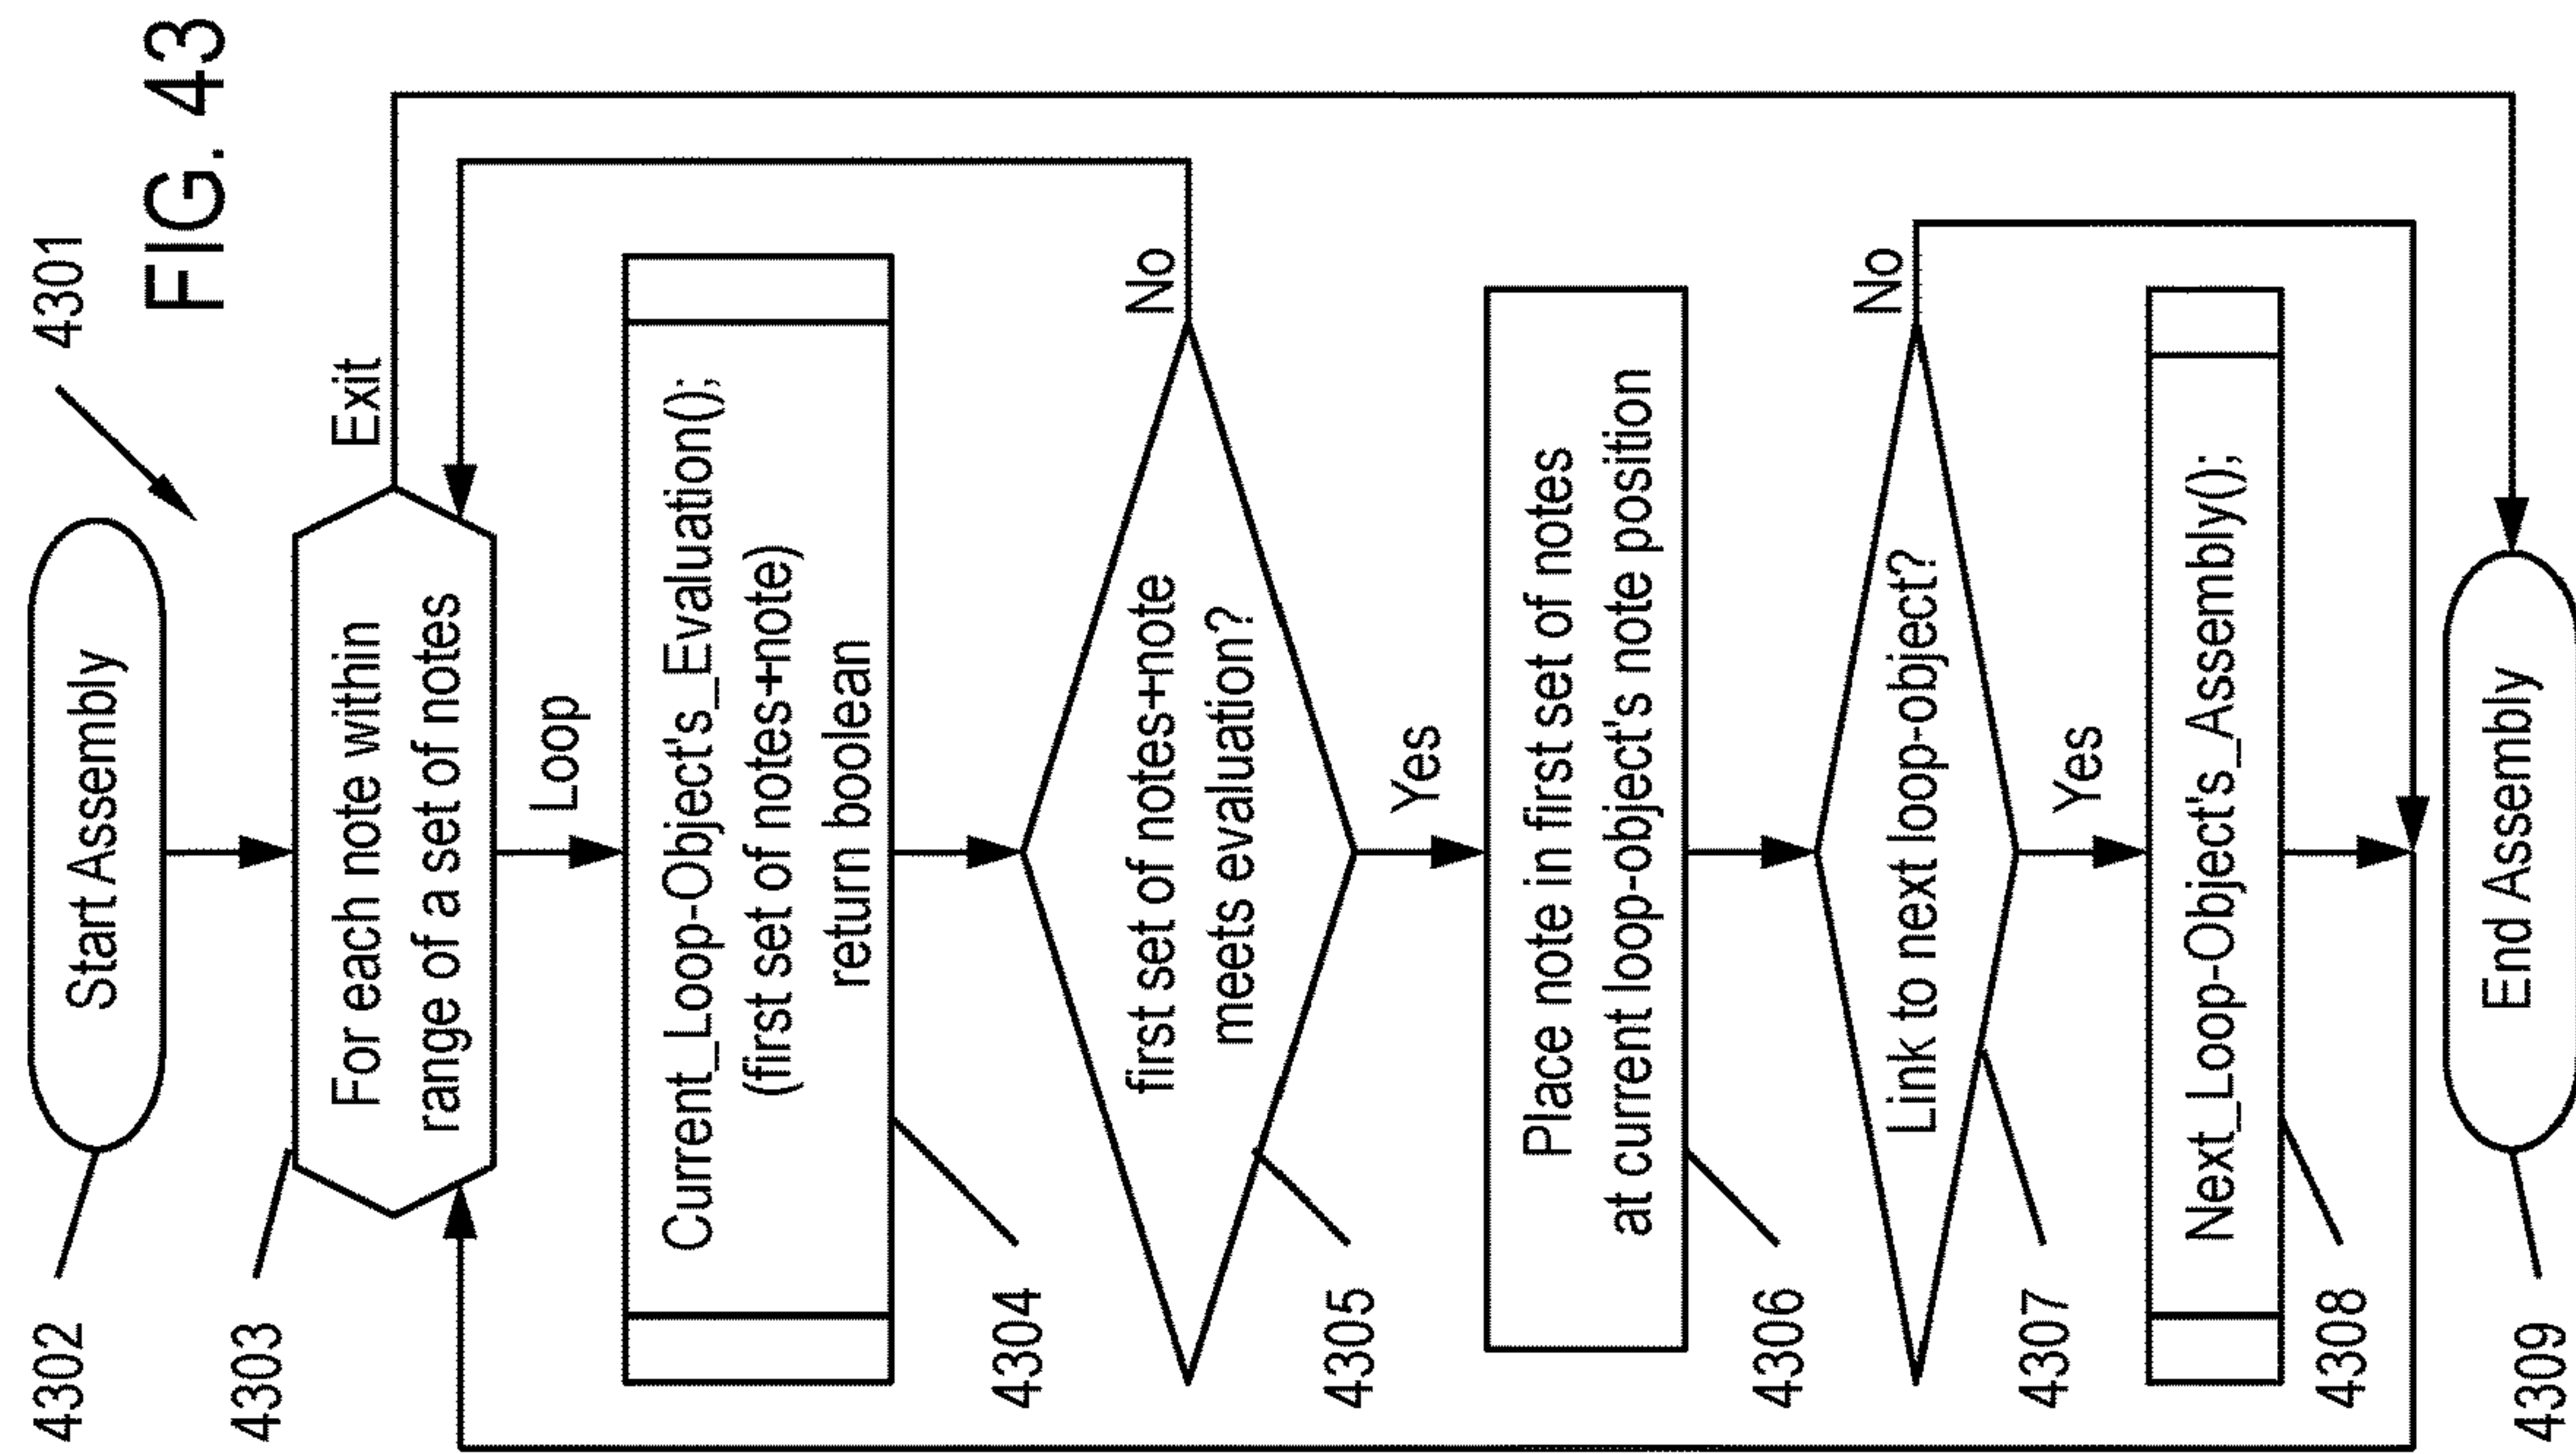 FIG. 43
4301
4302
Start Assembly
4303
For each note within
range of a set of notes
Exit
Loop
Current_Loop-Object's_Evaluation();
(first set of notes+note)
return boolean
4304
first set of notes+note
meets evaluation?
No
4305
Yes
Place note in first set of notes
at current loop-object's note position
4306
Link to next loop-object?
No
4307
Yes
Next_Loop-Object's_Assembly();
4308
End Assembly
4309